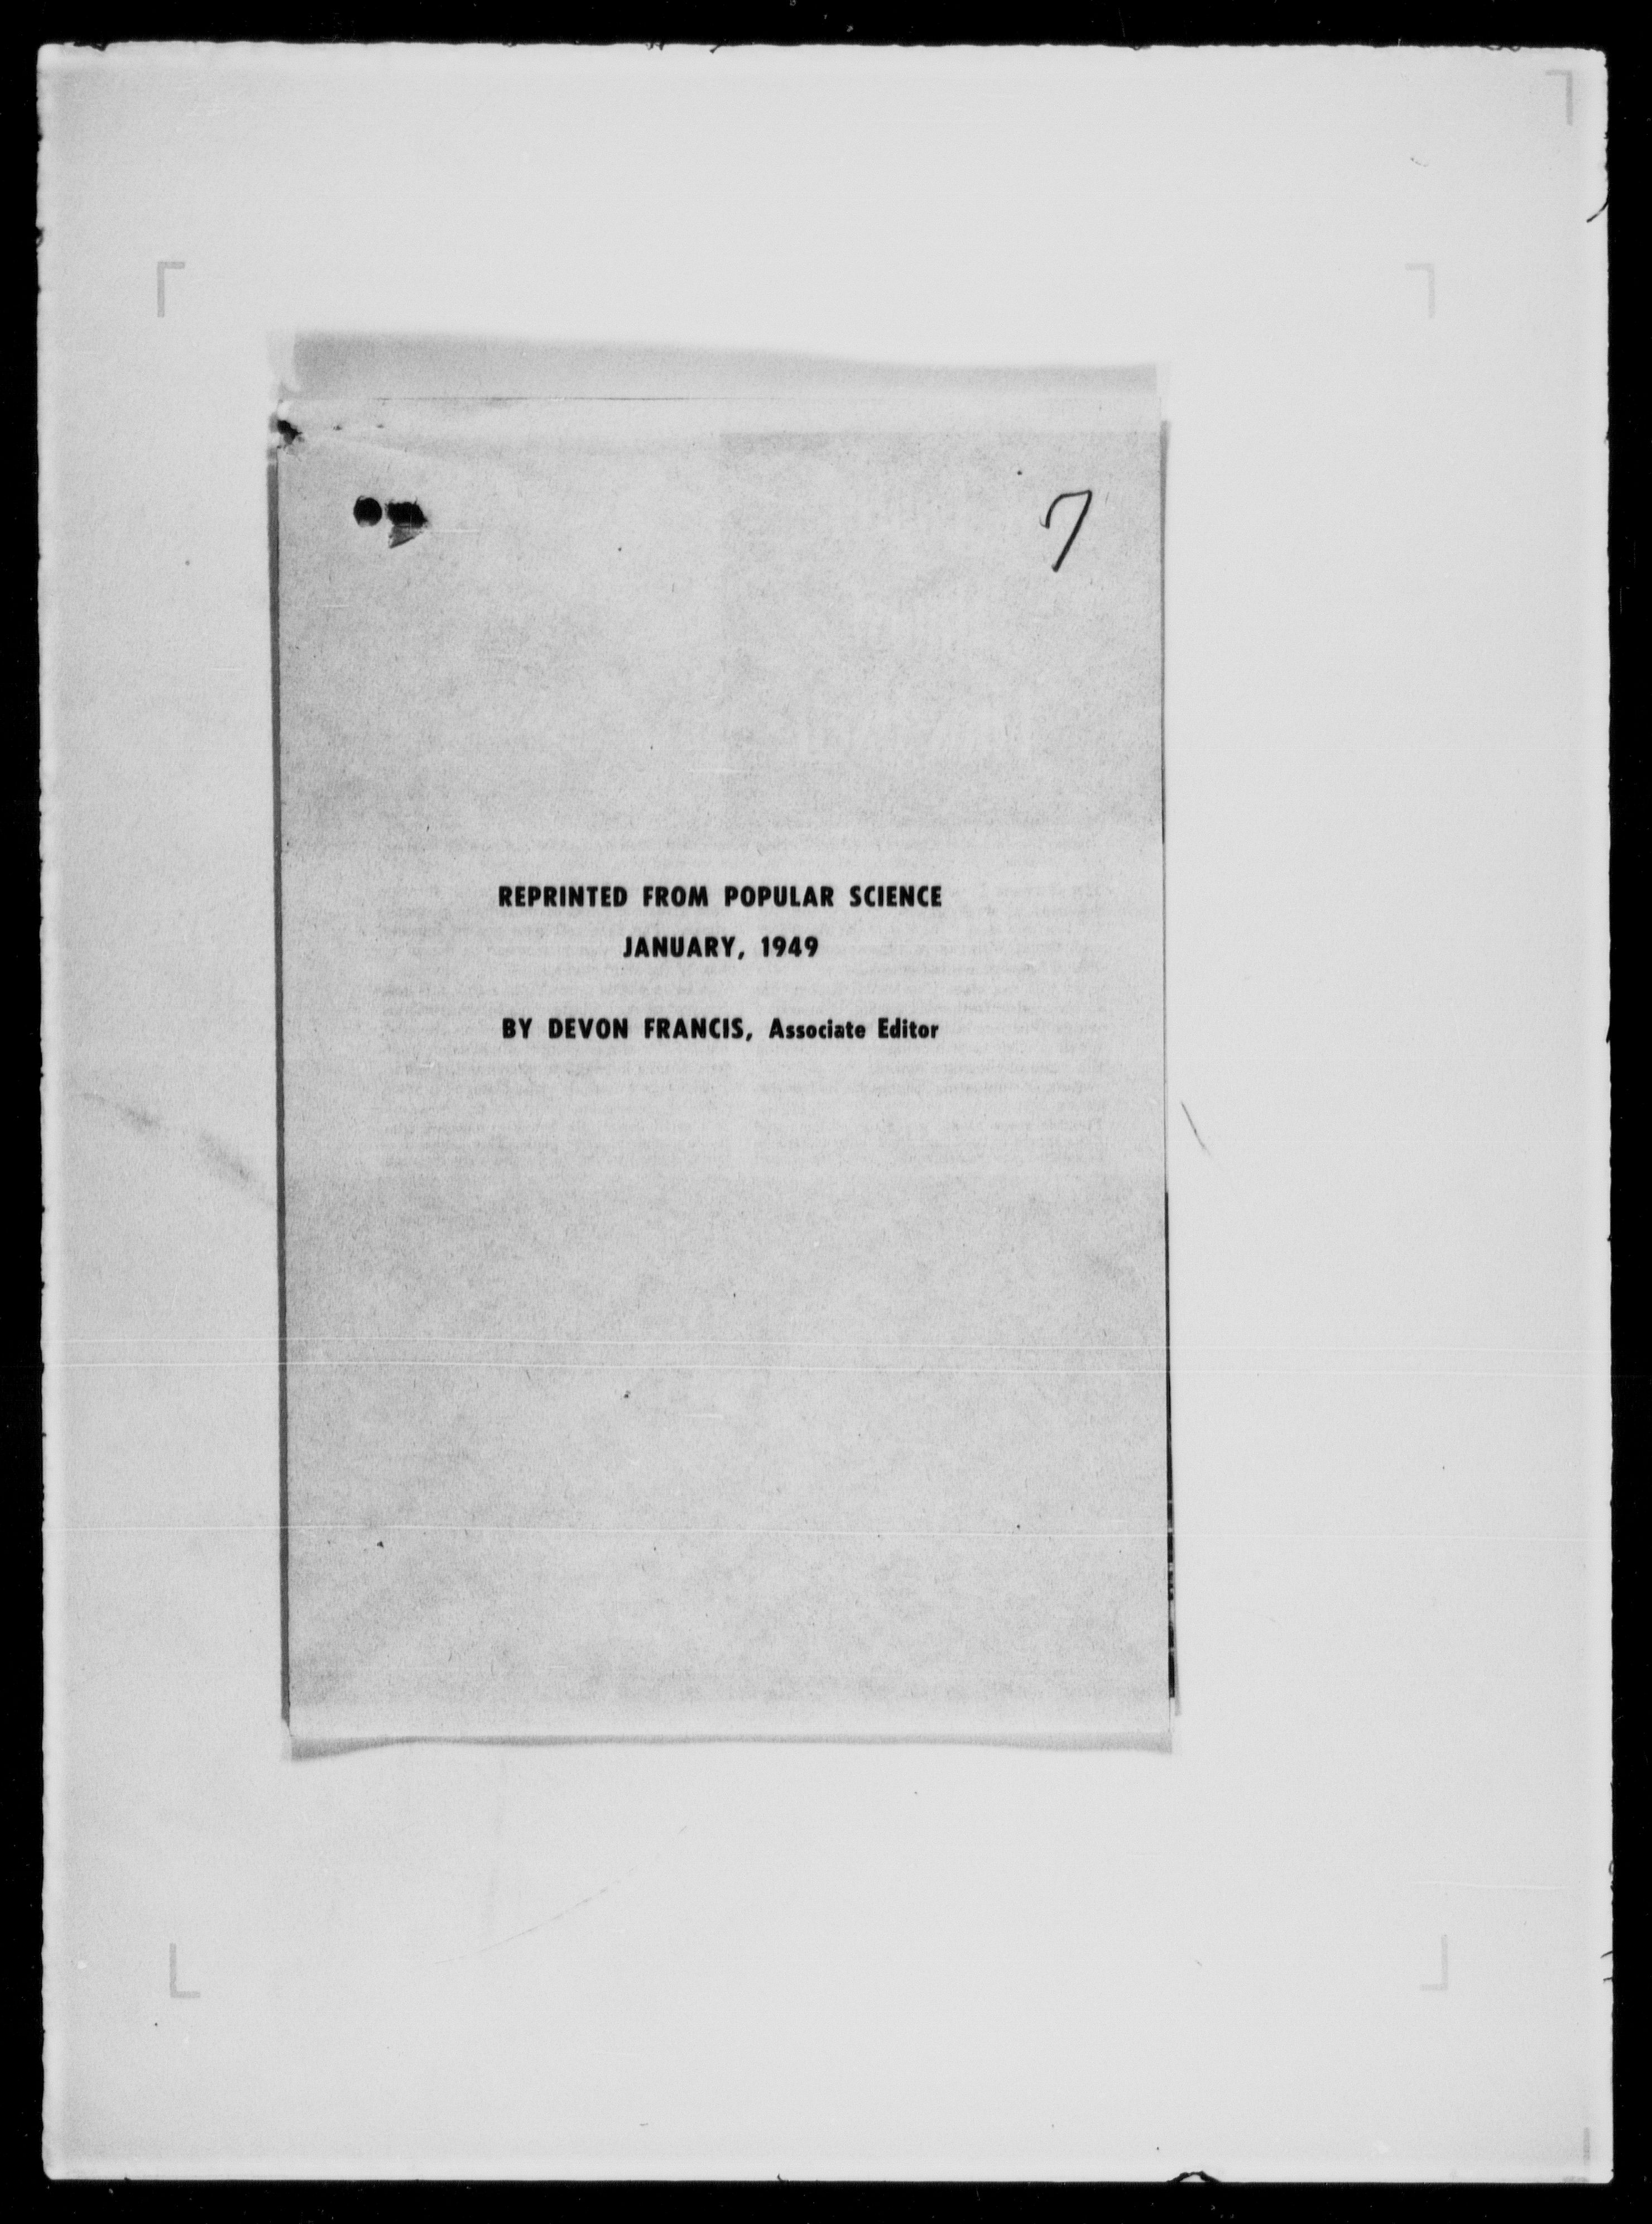 7
REPRINTED FROM POPULAR SCIENCE
JANUARY, 1949
BY DEVON FRANCIS, Associate Editor